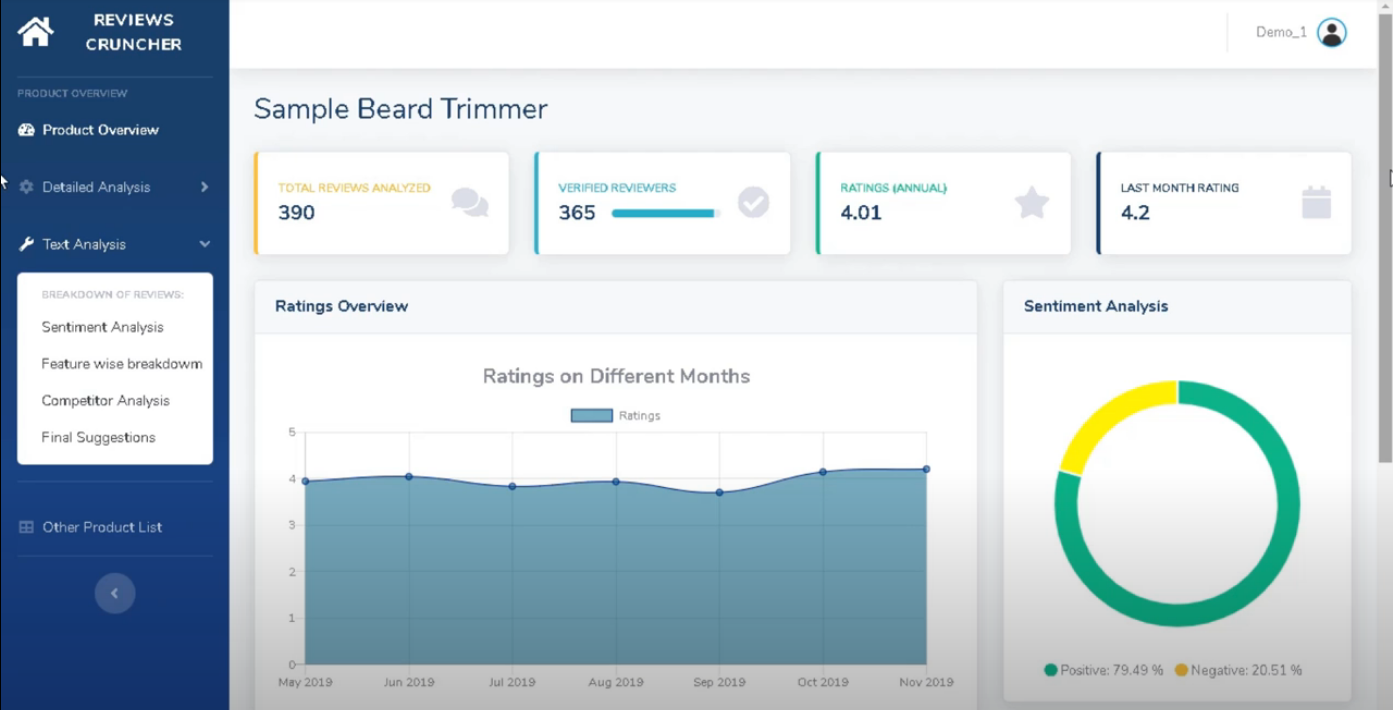 REVIEWS
CRUNCHER
PRODUCT OVERVIEW
Product Overview
Detailed Analysis
Text Analysis
BREAKDOWN OF REVIEWS:
Sentiment Analysis
Feature wise breakdown
Competitor Analysis
Final Suggestions
Other Product List
Demo_1
Sample Beard Trimmer
TOTAL REVIEWS ANALYZED
390
VERIFIED REVIEWERS
365
RATINGS (ANNUAL)
4.01
LAST MONTH RATING
4.2
Ratings Overview
Ratings on Different Months
Ratings
5
4
3
2
1
0
May 2019 Jun 2019 Jul 2019 Aug 2019 Sep 2019 Oct 2019 Nov 2019
Sentiment Analysis
Positive: 79.49 % Negative: 20.51 %